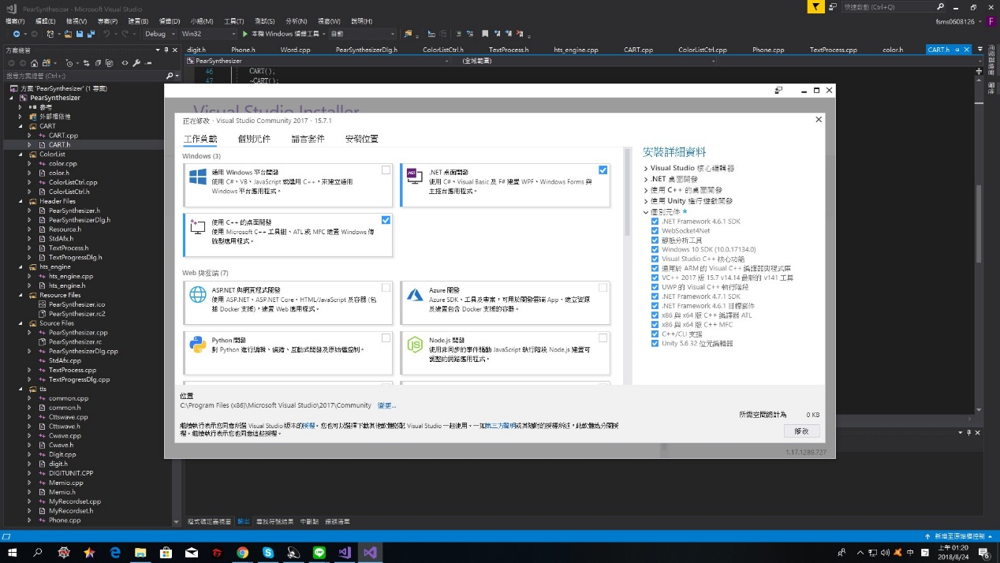 PearSynthesizer - Microsoft Visual Studio
快速啟動 (Ctrl+Q)
檔案(F) 編輯(E) 檢視(V) 專案(P) 建置(B) 偵錯(D) 小組(M) 工具(T) 測試(S) 分析(N) 視窗(W) 說明(H)
fsms0608126 F
Debug Win32 本機 Windows 偵錯工具 自動
方案總管
digit.h Phone.h Word.cpp PearSynthesizerDlg.h ColorListCtrl.h TextProcess.h hts_engine.cpp CART.cpp ColorListCtrl.cpp Phone.cpp TextProcess.cpp color.h CART.h
PearSynthesizer (全域範圍)
搜尋方案總管 (Ctrl+;)
46 CART();
47 ~CART();
方案 'PearSynthesizer' (1 專案)
PearSynthesizer
參考
外部相依性
CART
CART.cpp
CART.h
ColorList
color.cpp
color.h
ColorListCtrl.cpp
ColorListCtrl.h
Header Files
PearSynthesizer.h
PearSynthesizerDlg.h
Resource.h
StdAfx.h
TextProcess.h
TextProgressDlg.h
hts_engine
hts_engine.cpp
hts_engine.h
Resource Files
PearSynthesizer.ico
PearSynthesizer.rc2
Source Files
PearSynthesizer.cpp
PearSynthesizer.rc
PearSynthesizerDlg.cpp
StdAfx.cpp
TextProcess.cpp
TextProgressDlg.cpp
tts
common.cpp
common.h
Cttswave.cpp
Cttswave.h
Cwave.cpp
Cwave.h
Digit.cpp
digit.h
DIGITUNIT.CPP
Memio.cpp
Memio.h
MyRecordset.cpp
MyRecordset.h
Phone.cpp
Visual Studio Installer
正在修改 - Visual Studio Community 2017 - 15.7.1
工作負載 個別元件 語言套件 安裝位置
Windows (3)
通用 Windows 平台開發
使用 C#、VB、JavaScript 或選用 C++，來建立通用
Windows 平台應用程式。
.NET 桌面開發
使用 C#、Visual Basic 及 F# 建置 WPF、Windows Forms 與
主控台應用程式。
使用 C++ 的桌面開發
使用 Microsoft C++ 工具組、ATL 或 MFC 建置 Windows 傳
統型應用程式。
Web 與雲端 (7)
ASP.NET 與網頁程式開發
使用 ASP.NET、ASP.NET Core、HTML/JavaScript 及容器 (包
括 Docker 支援)，建置 Web 應用程式。
Azure 開發
Azure SDK、工具及專案，可用於開發雲端 App、建立資源
及建置包含 Docker 支援的容器。
Python 開發
對 Python 進行編輯、偵錯、互動式開發及原始檔控制。
Node.js 開發
使用非同步的事件驅動 JavaScript 執行階段 Node.js 建置可
調整的網路應用程式。
安裝詳細資料
Visual Studio 核心編輯器
.NET 桌面開發
使用 C++ 的桌面開發
使用 Unity 進行遊戲開發
個別元件 *
.NET Framework 4.6.1 SDK
WebSocket4Net
靜態分析工具
Windows 10 SDK (10.0.17134.0)
Visual Studio C++ 核心功能
適用於 ARM 的 Visual C++ 編譯器與程式庫
VC++ 2017 版 15.7 v14.14 最新的 v141 工具
UWP 的 Visual C++ 執行階段
.NET Framework 4.7.1 SDK
.NET Framework 4.6.1 目標套件
x86 與 x64 版 C++ 編譯器 ATL
x86 與 x64 版 C++ MFC
C++/CLI 支援
Unity 5.6 32 位元編輯器
位置
C:\Program Files (x86)\Microsoft Visual Studio\2017\Community 變更...
所需空間總計為 0 KB
繼續執行表示您同意所選 Visual Studio 版本的授權。您也可以選擇下載其他軟體搭配 Visual Studio 一起使用。一如第三方聲明或其隨附的授權所述，此軟體為分開授
權。繼續執行表示您也同意這些授權。
修改
1.17.1289.727
程式碼定義視窗 輸出 尋找符號結果 中斷點 錯誤清單
新增至原始檔控制
中
上午 01:20
2018/8/24
6